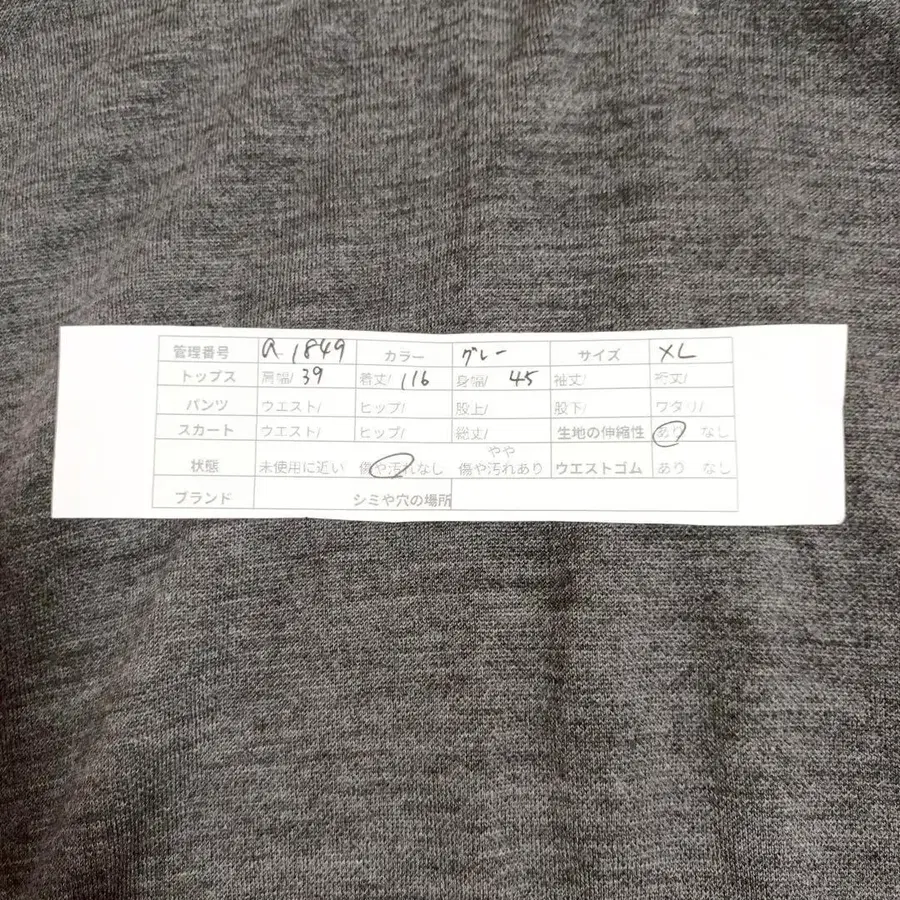 管理番号 a 1849 カラー グレー サイズ XL
トップス 肩幅/ 39 着丈/ 116 身幅/ 45 袖丈/ 裄丈/
パンツ ウエスト/ ヒップ/ 股上/ 股下/ ワタリ/
スカート ウエスト/ ヒップ/ 総丈/ 生地の伸縮性 あり なし
状態 未使用に近い 傷や汚れなし やや傷や汚れあり ウエストゴム あり なし
ブランド シミや穴の場所